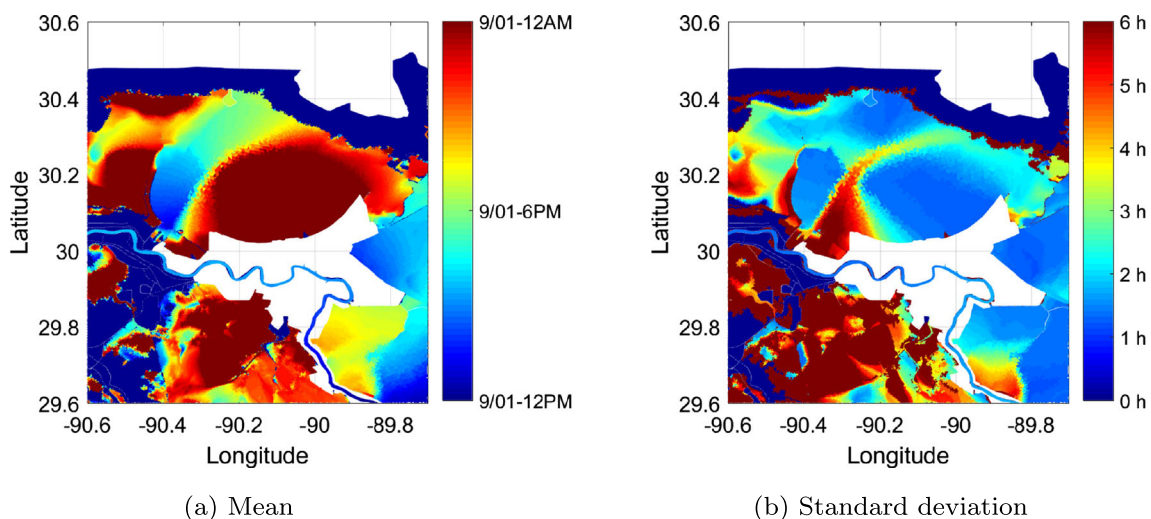 30.6
30.4
30.2
30
29.8
29.6
Latitude
-90.6
-90.4
-90.2
-90
-89.8
Longitude
9/01-12AM
9/01-6PM
9/01-12PM
(a) Mean
30.6
30.4
30.2
30
29.8
29.6
Latitude
-90.6
-90.4
-90.2
-90
-89.8
Longitude
6 h
5 h
4 h
3 h
2 h
1 h
0 h
(b) Standard deviation